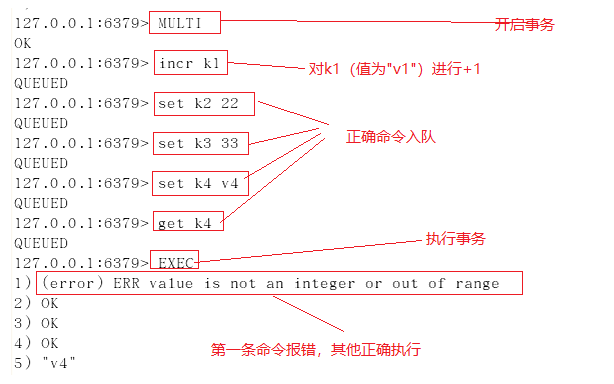 127.0.0.1:6379> MULTI
开启事务
OK
127.0.0.1:6379> incr k1
对k1（值为"v1"）进行+1
QUEUED
127.0.0.1:6379> set k2 22
QUEUED
正确命令入队
127.0.0.1:6379> set k3 33
QUEUED
127.0.0.1:6379> set k4 v4
QUEUED
127.0.0.1:6379> get k4
QUEUED
执行事务
127.0.0.1:6379> EXEC
1) (error) ERR value is not an integer or out of range
2) OK
3) OK
4) OK
第一条命令报错，其他正确执行
5) "v4"